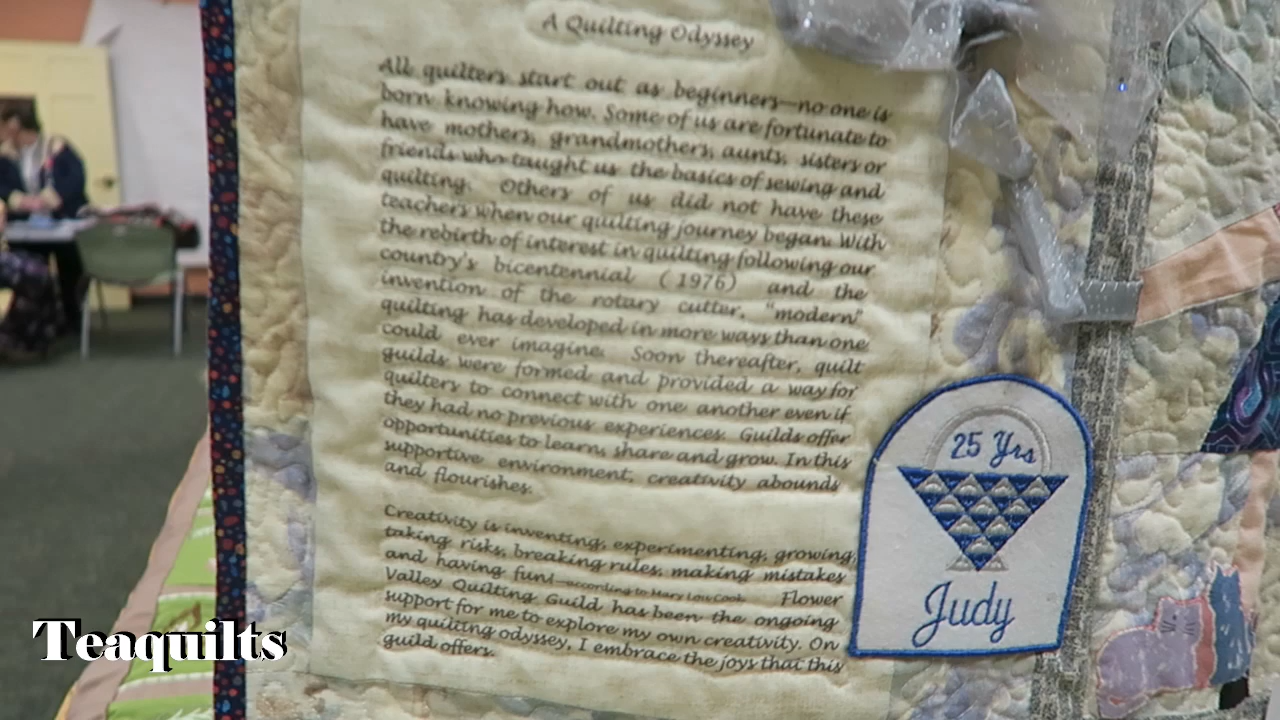 A Quilting Odyssey
All quilters start out as beginners—no one is
born knowing how. Some of us are fortunate to
have mothers, grandmothers, aunts, sisters or
friends who taught us the basics of sewing and
quilting. Others of us did not have these
teachers when our quilting journey began. With
the rebirth of interest in quilting following our
country's bicentennial (1976) and the
invention of the rotary cutter, "modern"
quilting has developed in more ways than one
could ever imagine. Soon thereafter, quilt
guilds were formed and provided a way for
quilters to connect with one another even if
they had no previous experiences. Guilds offer
opportunities to learn, share and grow. In this
supportive environment, creativity abounds
and flourishes.
Creativity is inventing, experimenting, growing,
taking risks, breaking rules, making mistakes
and having fun!—according to Mary Lou Cook. Flower
Valley Quilting Guild has been the ongoing
support for me to explore my own creativity. On
my quilting odyssey, I embrace the joys that this
guild offers.
25 Yrs
Judy
Teaquilts